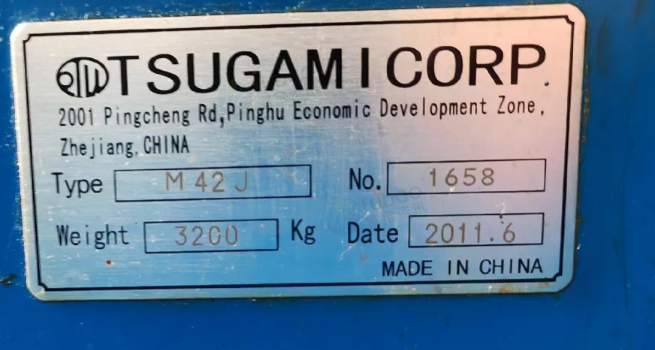 TSUGAMI CORP.
2001 Pingcheng Rd,Pinghu Economic Development Zone,
Zhejiang,CHINA
Type M42J No. 1658
Weight 3200 Kg Date 2011.6
MADE IN CHINA